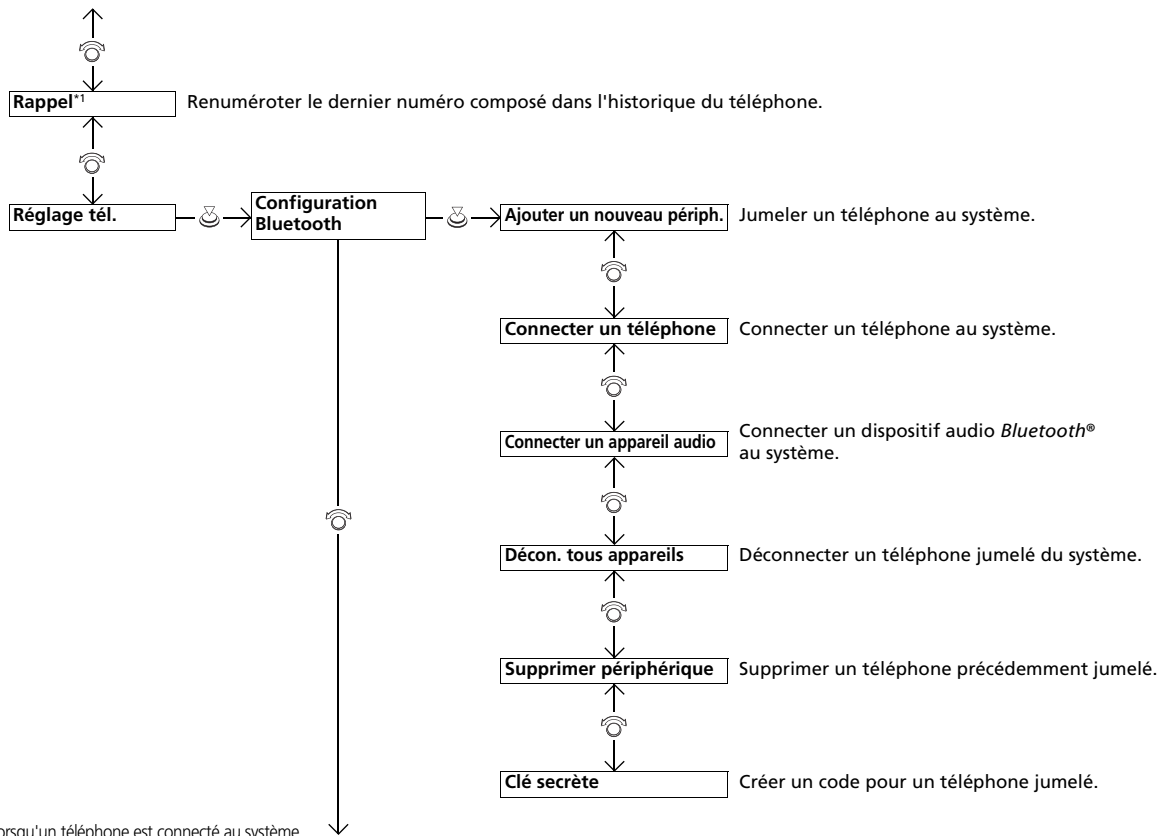 Rappel*1
Renuméroter le dernier numéro composé dans l'historique du téléphone.
Réglage tél.
Configuration
Bluetooth
Ajouter un nouveau périph.
Jumeler un téléphone au système.
Connecter un téléphone
Connecter un téléphone au système.
Connecter un appareil audio
Connecter un dispositif audio Bluetooth®
au système.
Décon. tous appareils
Déconnecter un téléphone jumelé du système.
Supprimer périphérique
Supprimer un téléphone précédemment jumelé.
Clé secrète
Créer un code pour un téléphone jumelé.
un téléphone est connecté au système